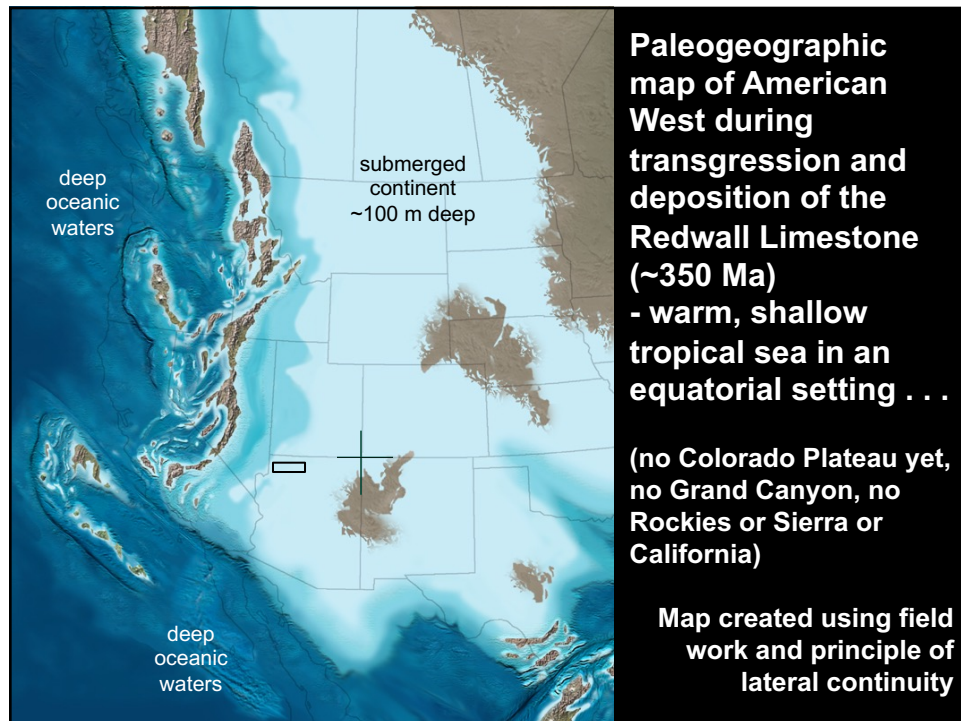 deep
oceanic
waters
submerged
continent
~100 m deep
deep
oceanic
waters
Paleogeographic
map of American
West during
transgression and
deposition of the
Redwall Limestone
(~350 Ma)
- warm, shallow
tropical sea in an
equatorial setting . . .
(no Colorado Plateau yet,
no Grand Canyon, no
Rockies or Sierra or
California)
Map created using field
work and principle of
lateral continuity